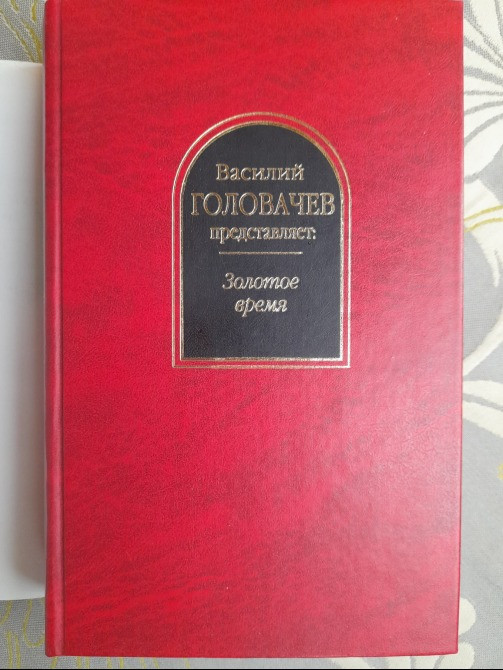 Василий
ГОЛОВАЧЕВ
представляет:
Золотое
время